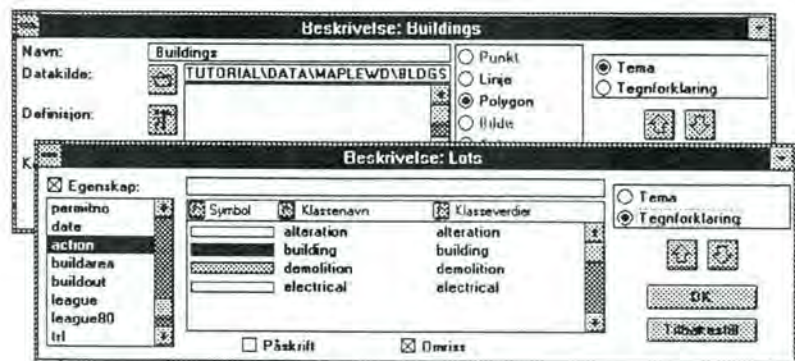 Beskrivelse: Buildings
Navn: Buildings
Datakilde: TUTORIAL\DATA\MAPLEWD\BLDGS
Definisjon:
Punkt
Linje
Polygon
Bilde
Tema
Tegnforklaring
K
Beskrivelse: Lots
Egenskap:
permitno
date
action
buildarea
buildout
league
league80
trl
Symbol Klassenavn Klasseverdier
alteration alteration
building building
demolition demolition
electrical electrical
Påskrift Omriss
Tema
Tegnforklaring
OK
Tilbakestill